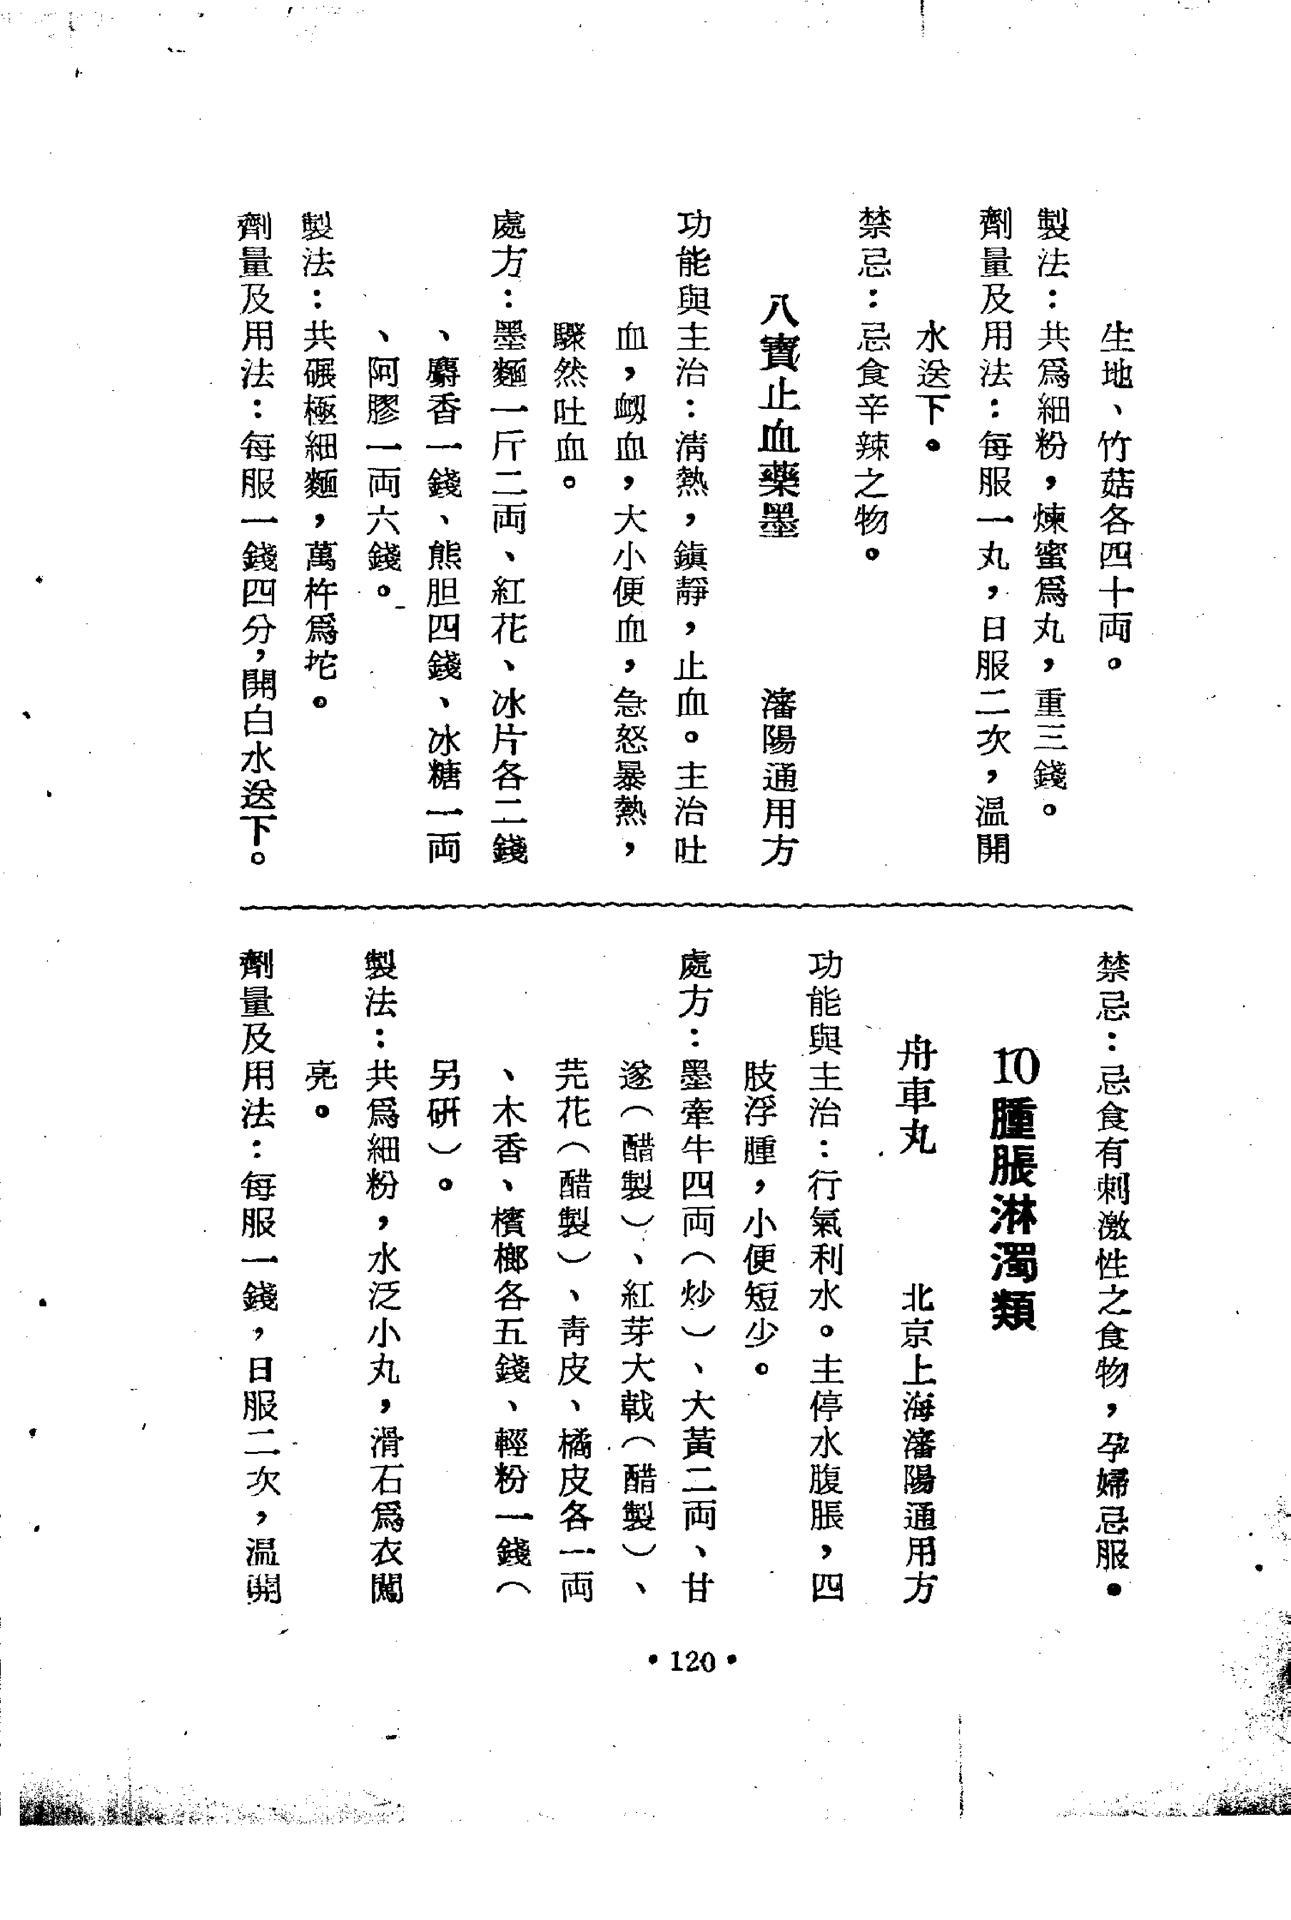 生地、竹菇各四十両。
製法：共爲細粉，煉蜜爲丸，重三錢。
劑量及用法：每服一丸，日服二次，温開
水送下。
禁忌：忌食辛辣之物。
八寶止血藥墨　瀋陽通用方
功能與主治：淸熱，鎭靜，止血。主治吐
血，衂血，大小便血，急怒暴熱，
驟然吐血。
處方：墨麵一斤二両、紅花、冰片各二錢
、麝香一錢、熊胆四錢、冰糖一両
、阿膠一両六錢。
製法：共碾極細麵，萬杵爲坨。
劑量及用法：每服一錢四分，開白水送下。
禁忌：忌食有刺激性之食物，孕婦忌服。
10腫脹淋濁類
舟車丸　北京上海瀋陽通用方
功能與主治：行氣利水。主停水腹脹，四
肢浮腫，小便短少。
處方：墨牽牛四両（炒）、大黃二両、甘
遂（醋製）、紅芽大戟（醋製）、
芫花（醋製）、靑皮、橘皮各一両
、木香、檳榔各五錢、輕粉一錢（
另研）。
製法：共爲細粉，水泛小丸，滑石爲衣闖
亮。
劑量及用法：每服一錢，日服二次，温開
•120•